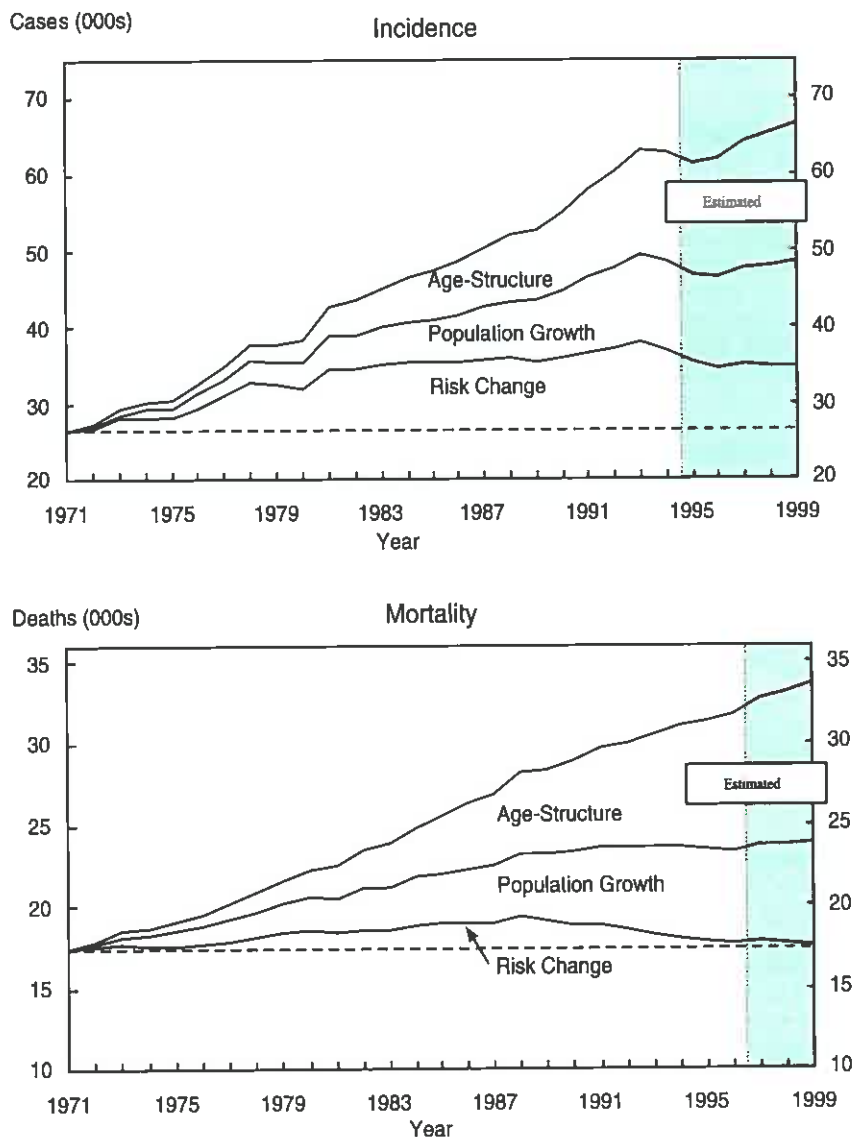 Cases (000s)
Incidence
70 70
60 60
Estimated
50 50
Age-Structure
40 Population Growth 40
Risk Change
30 30
20 20
1971 1975 1979 1983 1987 1991 1995 1999
Year
Deaths (000s) Mortality
35 35
30 30
Estimated
25 25
Age-Structure
20 Population Growth 20
Risk Change
15 15
10 10
1971 1975 1979 1983 1987 1991 1995 1999
Year